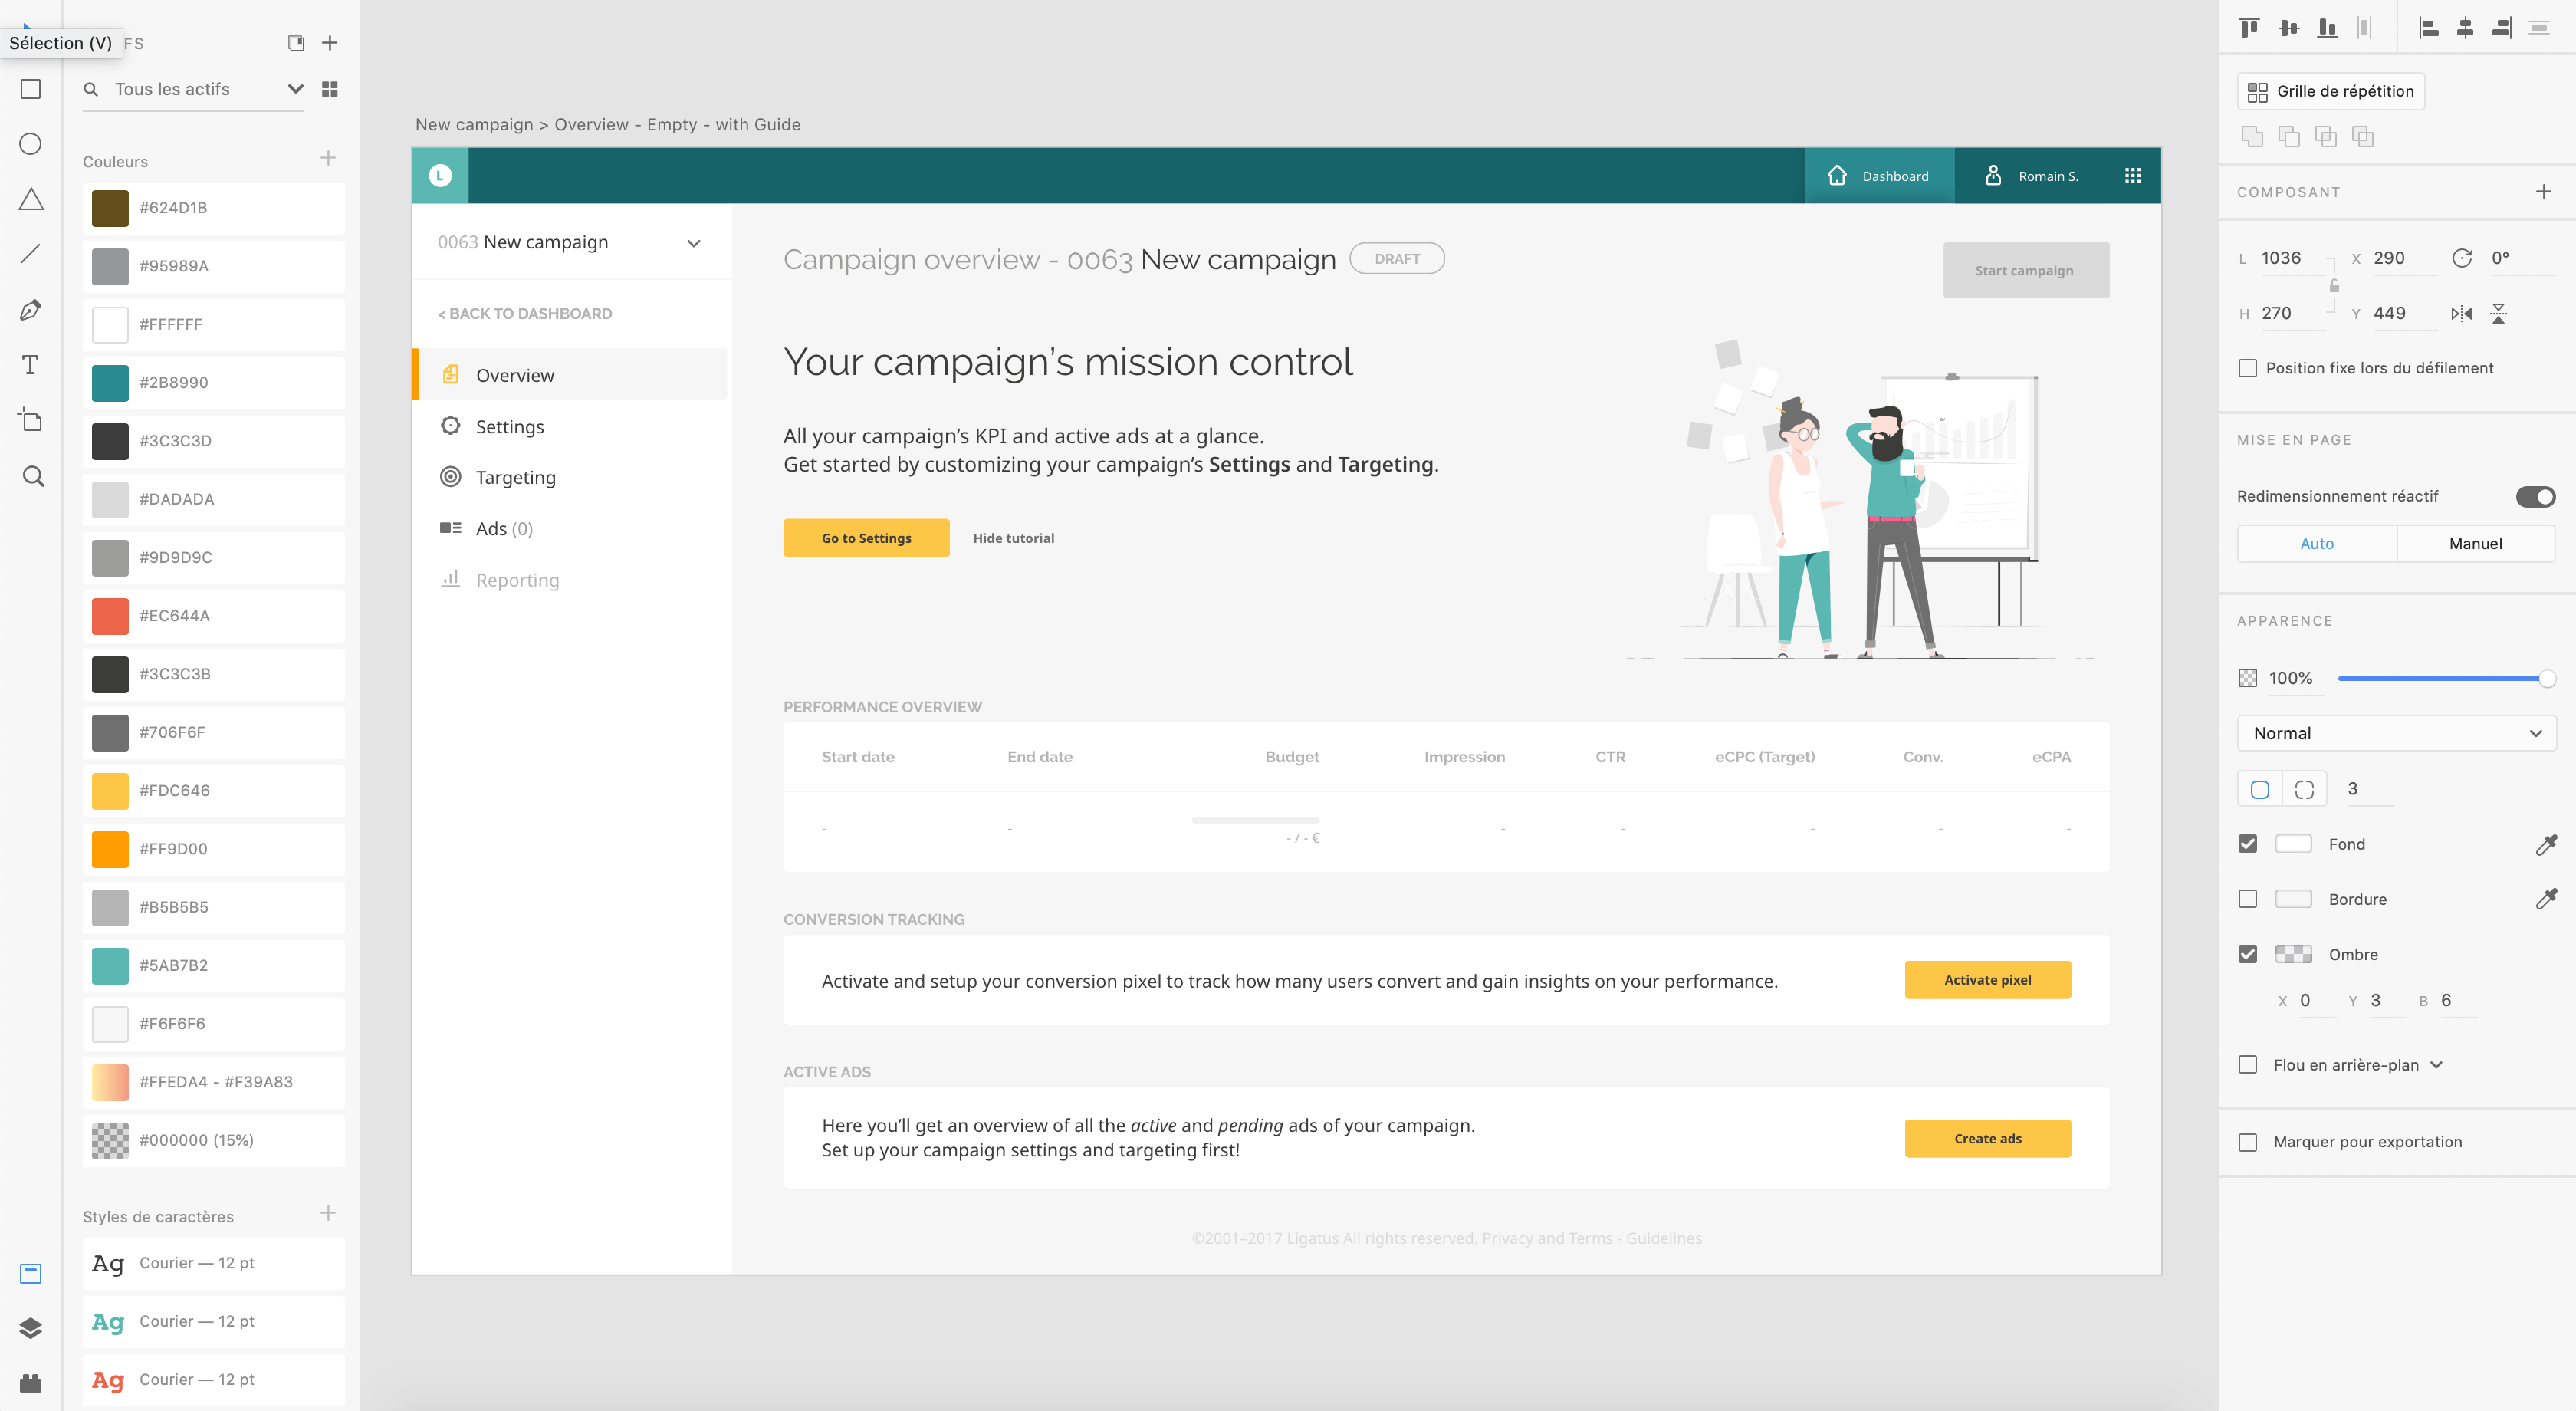 Sélection (V)
FS
Tous les actifs
Couleurs
#624D1B
#95989A
#FFFFFF
#2B8990
#3C3C3D
#DADADA
#9D9D9C
#EC644A
#3C3C3B
#706F6F
#FDC646
#FF9D00
#B5B5B5
#5AB7B2
#F6F6F6
#FFEDA4 - #F39A83
#000000 (15%)
Styles de caractères
Ag Courier — 12 pt
Ag Courier — 12 pt
Ag Courier — 12 pt
New campaign > Overview - Empty - with Guide
L
Dashboard
Romain S.
0063 New campaign
< BACK TO DASHBOARD
Overview
Settings
Targeting
Ads (0)
Reporting
Campaign overview - 0063 New campaign
DRAFT
Start campaign
Your campaign’s mission control
All your campaign’s KPI and active ads at a glance.
Get started by customizing your campaign’s Settings and Targeting.
Go to Settings
Hide tutorial
PERFORMANCE OVERVIEW
Start date End date Budget Impression CTR eCPC (Target) Conv. eCPA
- - - / - € - - - - -
CONVERSION TRACKING
Activate and setup your conversion pixel to track how many users convert and gain insights on your performance.
Activate pixel
ACTIVE ADS
Here you’ll get an overview of all the active and pending ads of your campaign.
Set up your campaign settings and targeting first!
Create ads
©2001–2017 Ligatus All rights reserved. Privacy and Terms - Guidelines
Grille de répétition
COMPOSANT
L 1036 X 290 0°
H 270 Y 449
Position fixe lors du défilement
MISE EN PAGE
Redimensionnement réactif
Auto Manuel
APPARENCE
100%
Normal
3
Fond
Bordure
Ombre
X 0 Y 3 B 6
Flou en arrière-plan
Marquer pour exportation